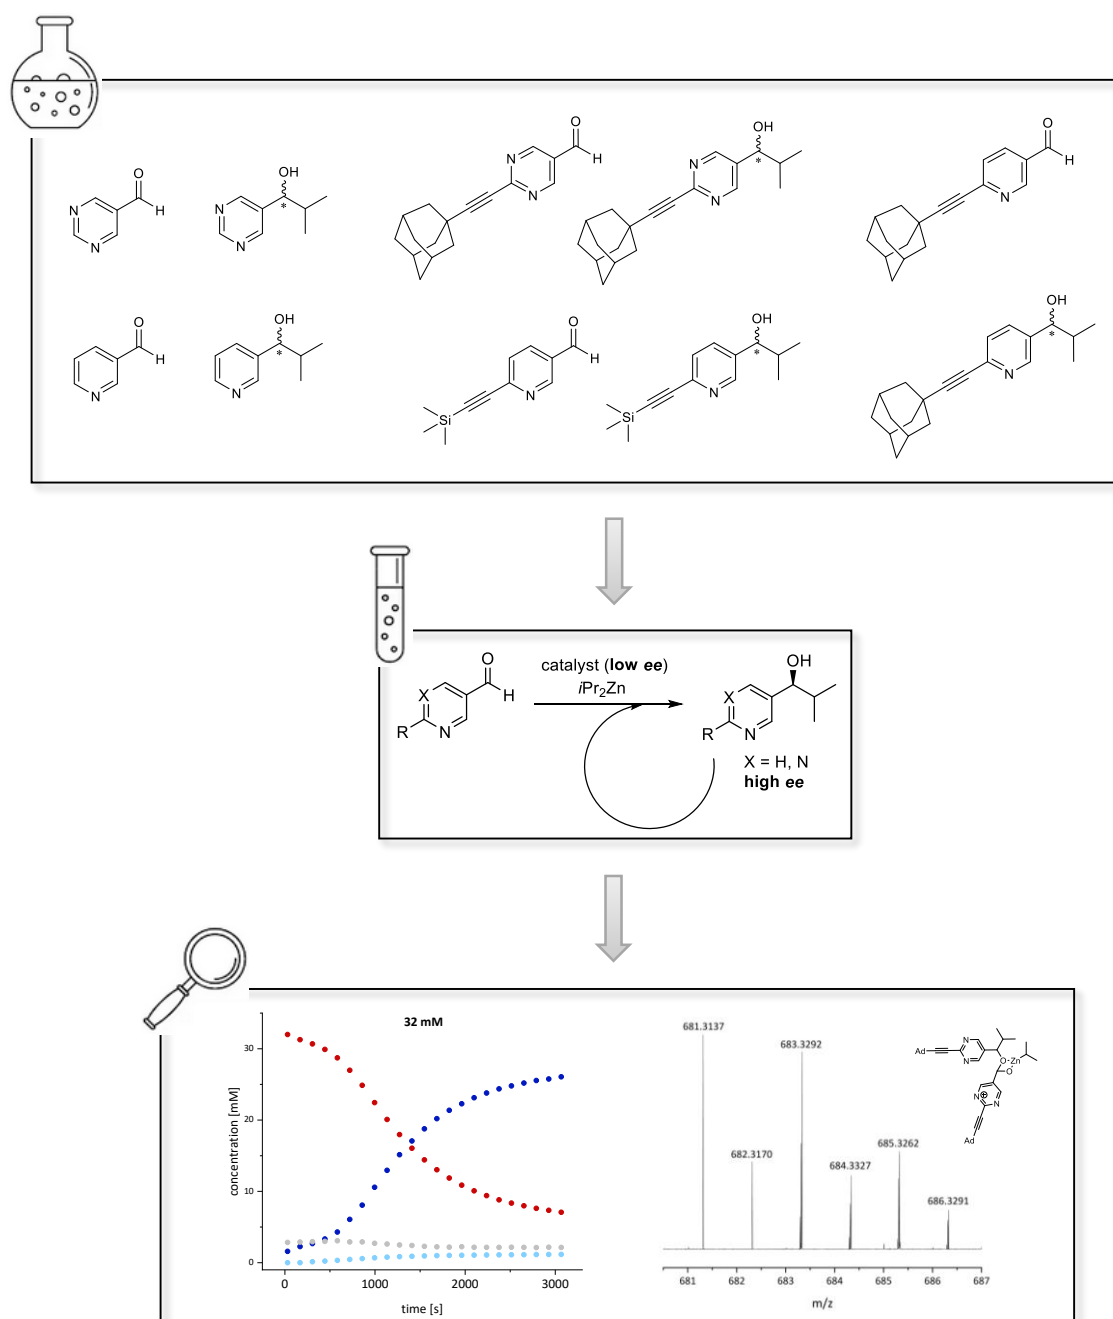 O
OH
O
H
N
N
N
N
*
N
N
H
N
N
OH
*
O
H
N
O
H
N
OH
*
N
O
H
N
Si
OH
*
N
Si
OH
*
N
catalyst (low ee)
iPr2Zn
O
H
X
R
N
OH
X
R
N
X = H, N
high ee
32 mM
concentration [mM]
30
20
10
0
0 1000 2000 3000
time [s]
681.3137
682.3170
683.3292
684.3327
685.3262
686.3291
681 682 683 684 685 686 687
m/z
Ad
N
N
O-Zn
O
N
N
Ad